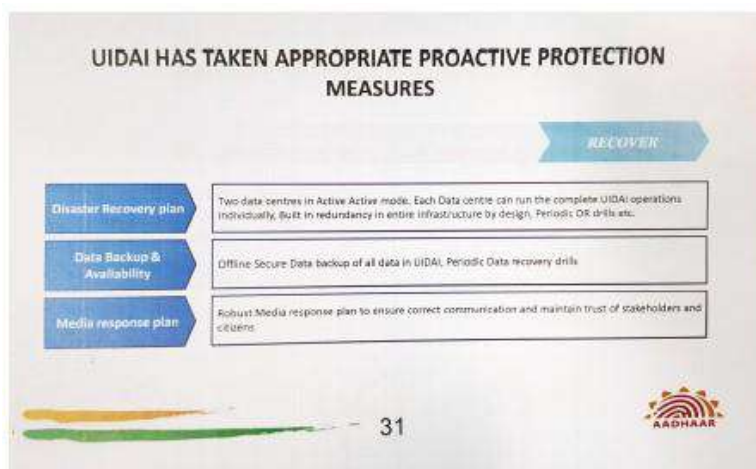 UIDAI HAS TAKEN APPROPRIATE PROACTIVE PROTECTION
MEASURES
RECOVER
Disaster Recovery plan
Two data centres in Active Active mode. Each Data centre can run the complete UIDAI operations
individually, Built in redundancy in entire infrastructure by design, Periodic DR drills etc.
Data Backup &
Availability
Offline Secure Data backup of all data in UIDAI, Periodic Data recovery drills
Media response plan
Robust Media response plan to ensure correct communication and maintain trust of stakeholders and
citizens
31
AADHAAR